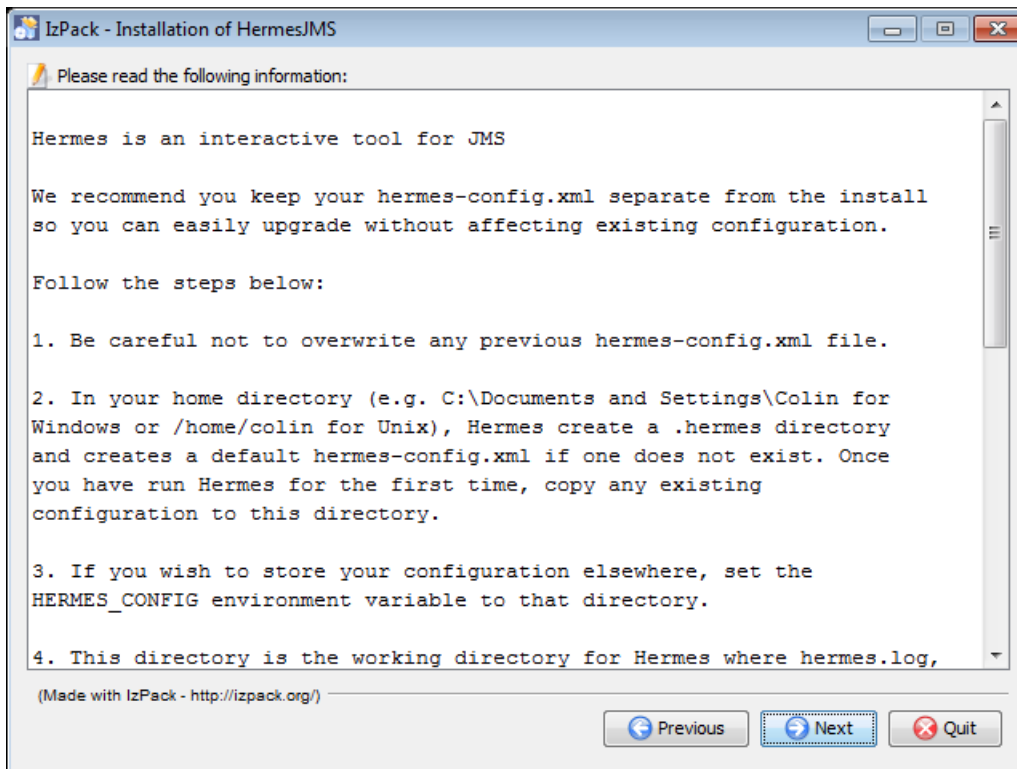 IzPack - Installation of HermesJMS
Please read the following information:
Hermes is an interactive tool for JMS
We recommend you keep your hermes-config.xml separate from the install
so you can easily upgrade without affecting existing configuration.
Follow the steps below:
1. Be careful not to overwrite any previous hermes-config.xml file.
2. In your home directory (e.g. C:\Documents and Settings\Colin for
Windows or /home/colin for Unix), Hermes create a .hermes directory
and creates a default hermes-config.xml if one does not exist. Once
you have run Hermes for the first time, copy any existing
configuration to this directory.
3. If you wish to store your configuration elsewhere, set the
HERMES_CONFIG environment variable to that directory.
4. This directory is the working directory for Hermes where hermes.log,
(Made with IzPack - http://izpack.org/)
Previous
Next
Quit